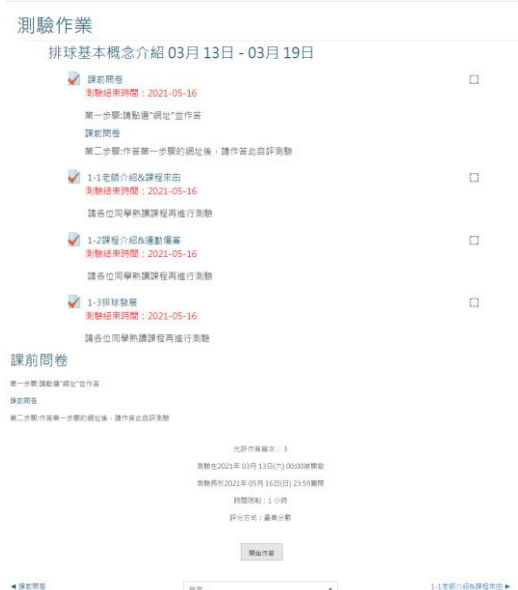 測驗作業
排球基本概念介紹 03月 13日 - 03月 19日
課前問卷
測驗結束時間：2021-05-16
第一步驟:請點選"網址"並作答
課前問卷
第二步驟:作答第一步驟的網址後，請作答此自評測驗
1-1老師介紹&課程來由
測驗結束時間：2021-05-16
請各位同學熟讀課程再進行測驗
1-2課程介紹&運動傷害
測驗結束時間：2021-05-16
請各位同學熟讀課程再進行測驗
1-3排球發展
測驗結束時間：2021-05-16
請各位同學熟讀課程再進行測驗
課前問卷
第一步驟:請點選"網址"並作答
課前問卷
第二步驟:作答第一步驟的網址後，請作答此自評測驗
允許作答幾次： 3
測驗在2021年 03月 13日(六) 00:00被開啟
測驗將於2021年 05月 16日(日) 23:59關閉
時間限制：1 小時
評分方式：最高分數
開始作答
◄ 課前問卷
1-1老師介紹&課程來由 ►